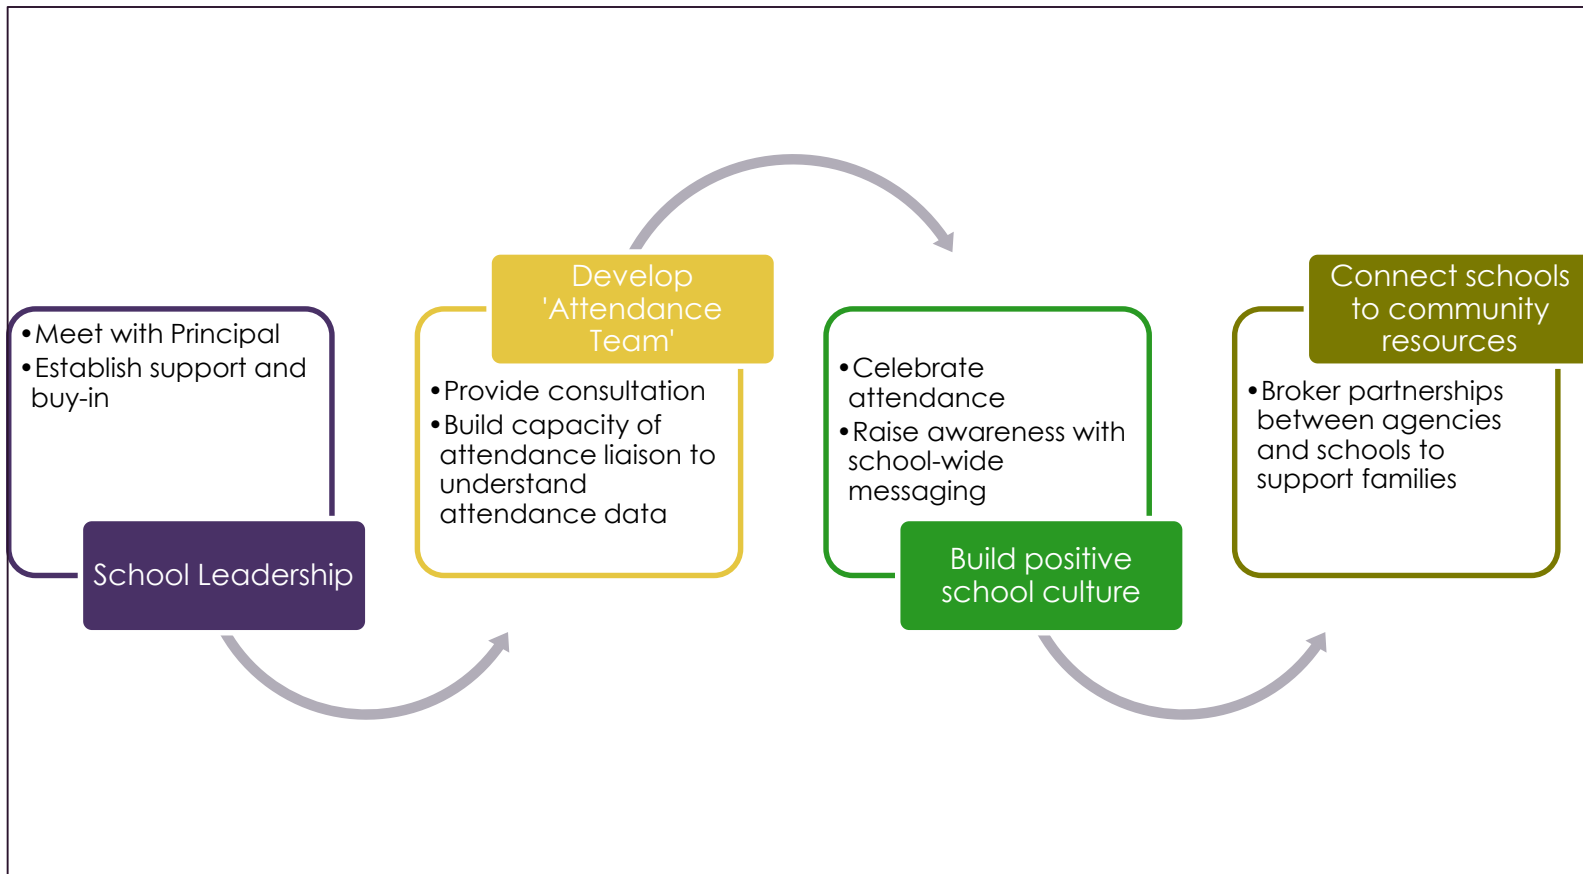 •Meet with Principal
•Establish support and
buy-in
School Leadership
Develop
'Attendance
Team'
•Provide consultation
•Build capacity of
attendance liaison to
understand
attendance data
•Celebrate
attendance
•Raise awareness with
school-wide
messaging
Build positive
school culture
Connect schools
to community
resources
•Broker partnerships
between agencies
and schools to
support families